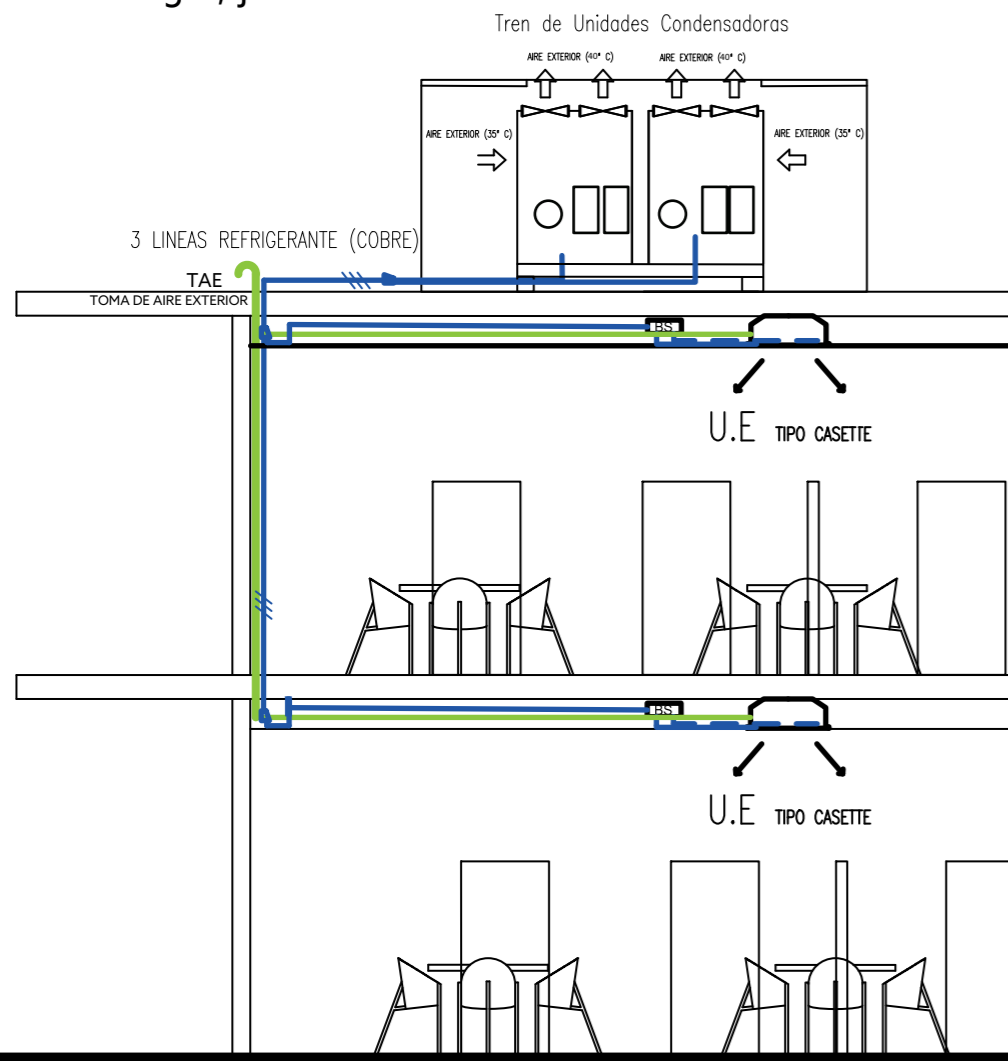 Tren de Unidades Condensadoras
AIRE EXTERIOR (40° C)
AIRE EXTERIOR (40° C)
AIRE EXTERIOR (35° C)
AIRE EXTERIOR (35° C)
3 LINEAS REFRIGERANTE (COBRE)
TAE
TOMA DE AIRE EXTERIOR
BS
U.E TIPO CASETTE
BS
U.E TIPO CASETTE